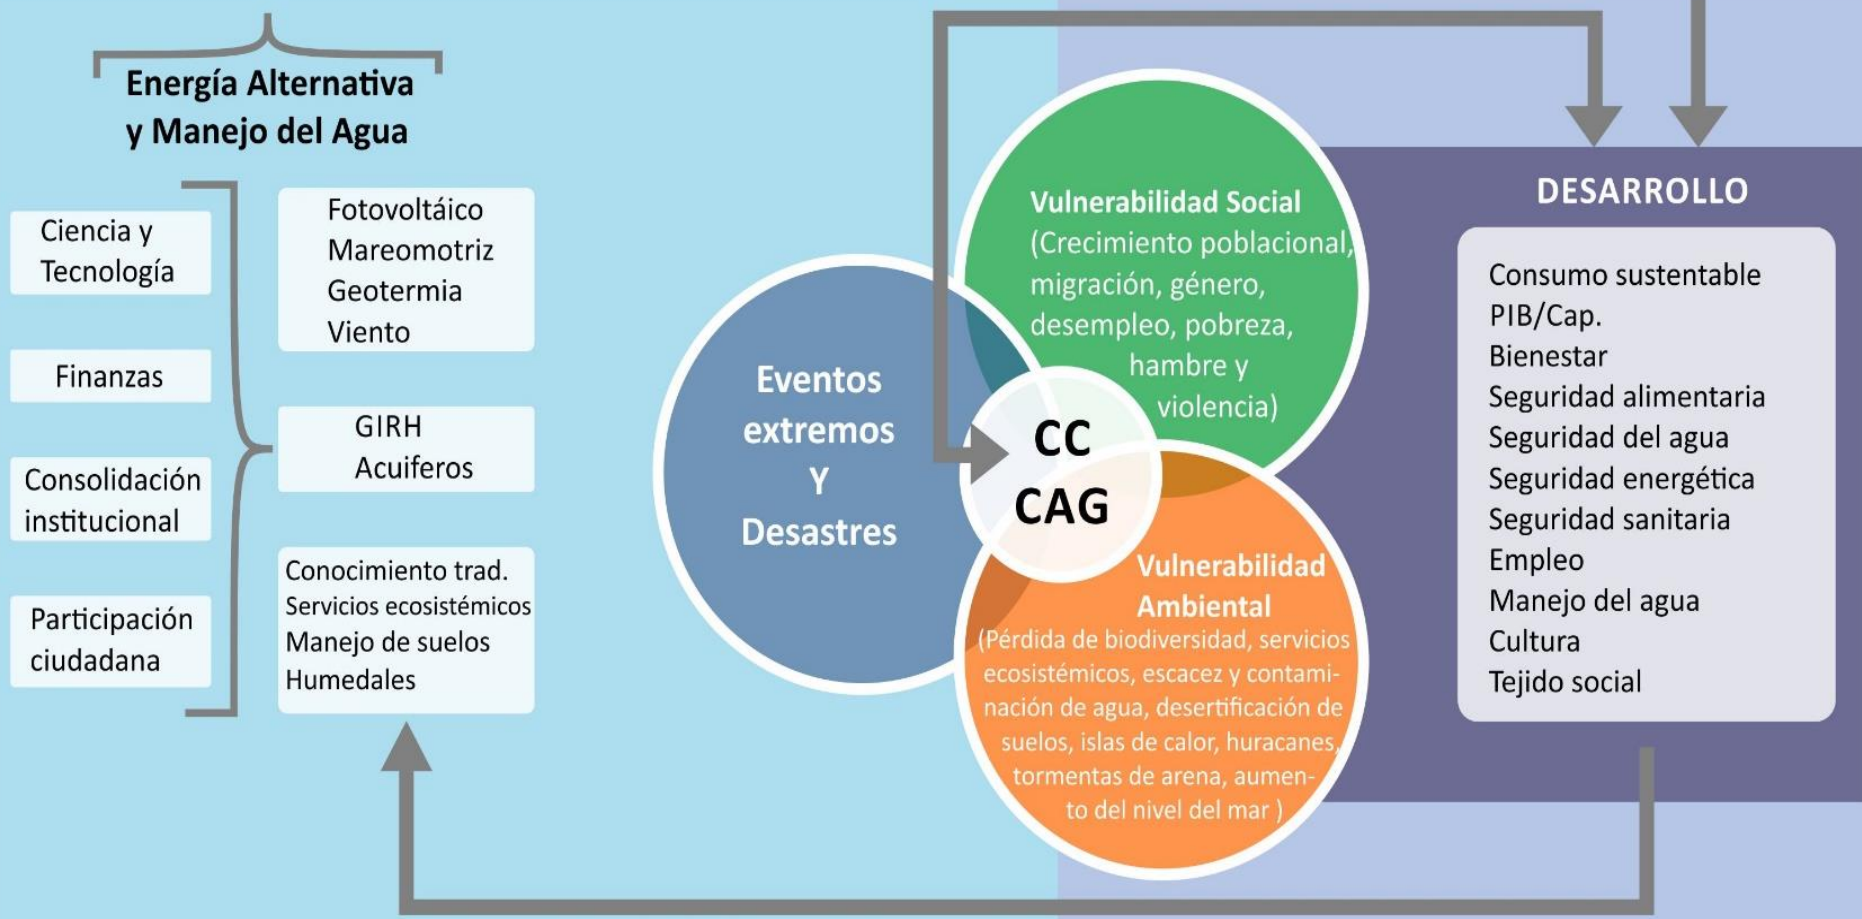 Energía Alternativa
y Manejo del Agua
Ciencia y
Tecnología
Finanzas
Consolidación
institucional
Participación
ciudadana
Fotovoltáico
Mareomotriz
Geotermia
Viento
GIRH
Acuiferos
Conocimiento trad.
Servicios ecosistémicos
Manejo de suelos
Humedales
Eventos
extremos
Y
Desastres
Vulnerabilidad Social
(Crecimiento poblacional,
migración, género,
desempleo, pobreza,
hambre y
violencia)
CC
CAG
Vulnerabilidad
Ambiental
(Pérdida de biodiversidad, servicios
ecosistémicos, escacez y contami-
nación de agua, desertificación de
suelos, islas de calor, huracanes,
tormentas de arena, aumen-
to del nivel del mar )
DESARROLLO
Consumo sustentable
PIB/Cap.
Bienestar
Seguridad alimentaria
Seguridad del agua
Seguridad energética
Seguridad sanitaria
Empleo
Manejo del agua
Cultura
Tejido social